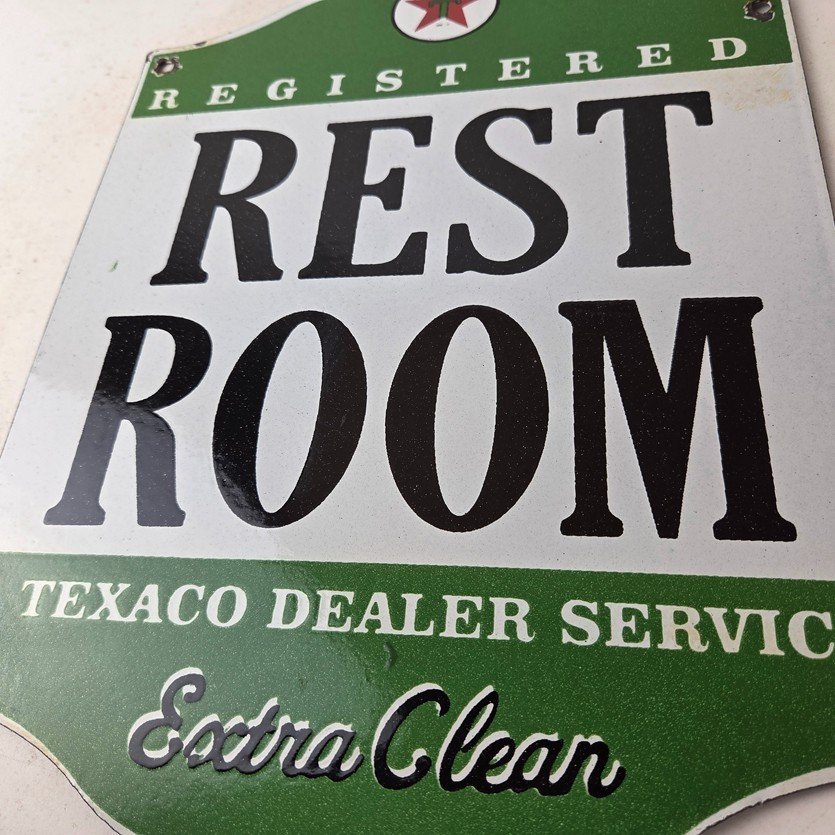 REGISTERED
REST
ROOM
TEXACO DEALER SERVIC
Extra Clean